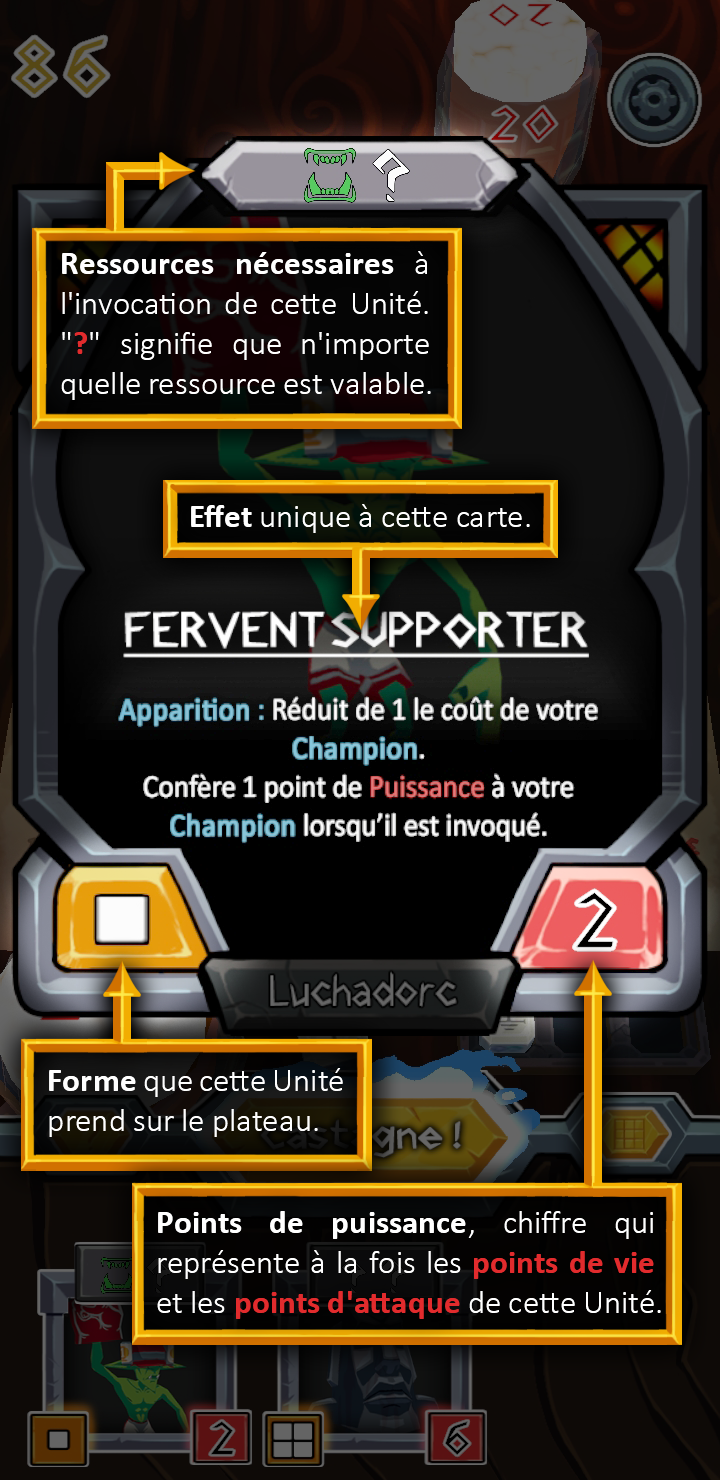 86
20
20
?
Ressources nécessaires à
l'invocation de cette Unité.
"?" signifie que n'importe
quelle ressource est valable.
Effet unique à cette carte.
FERVENT SUPPORTER
Apparition : Réduit de 1 le coût de votre
Champion.
Confère 1 point de Puissance à votre
Champion lorsqu'il est invoqué.
2
Luchadorc
Forme que cette Unité
prend sur le plateau.
Castagne !
Points de puissance, chiffre qui
représente à la fois les points de vie
et les points d'attaque de cette Unité.
2
6